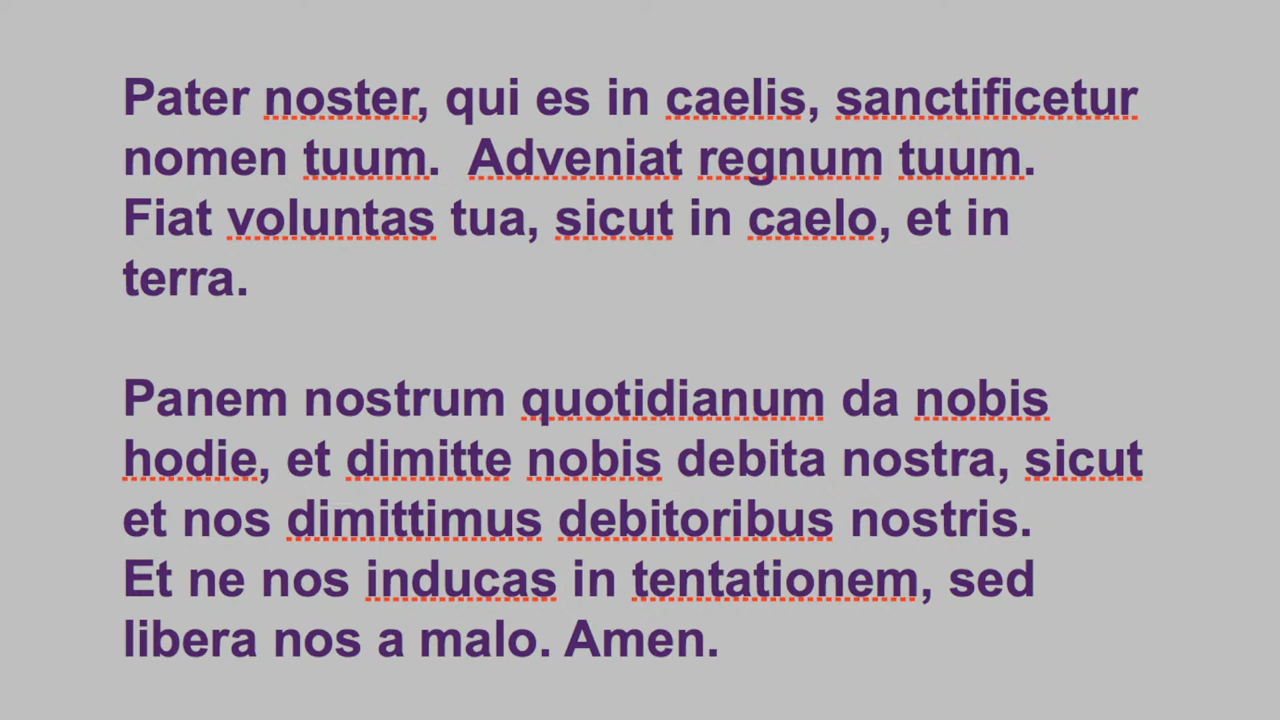 Pater noster, qui es in caelis, sanctificetur
nomen tuum.  Adveniat regnum tuum.
Fiat voluntas tua, sicut in caelo, et in
terra.
Panem nostrum quotidianum da nobis
hodie, et dimitte nobis debita nostra, sicut
et nos dimittimus debitoribus nostris.
Et ne nos inducas in tentationem, sed
libera nos a malo. Amen.